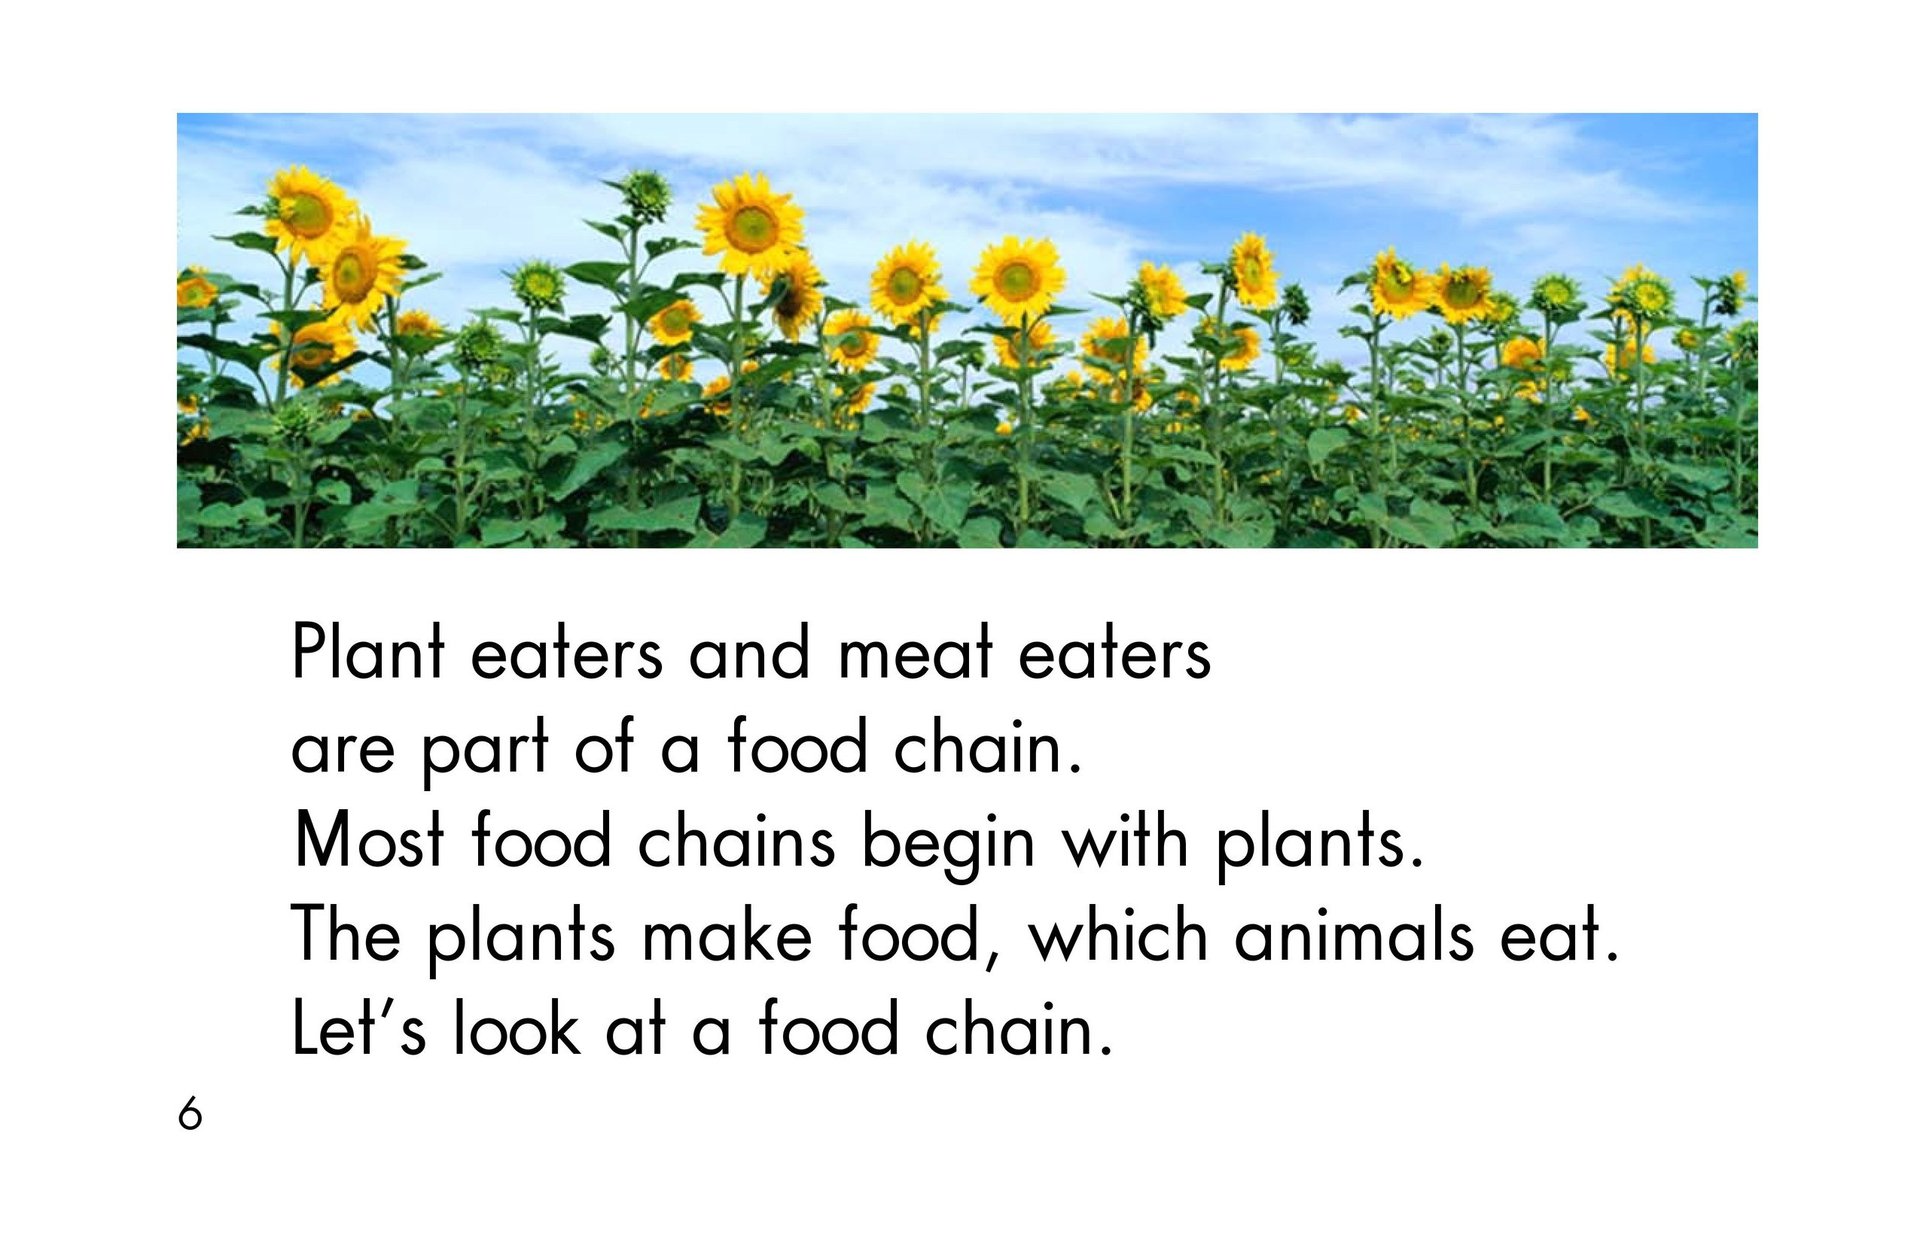 Plant eaters and meat eaters
are part of a food chain.
Most food chains begin with plants.
The plants make food, which animals eat.
Let’s look at a food chain.
6